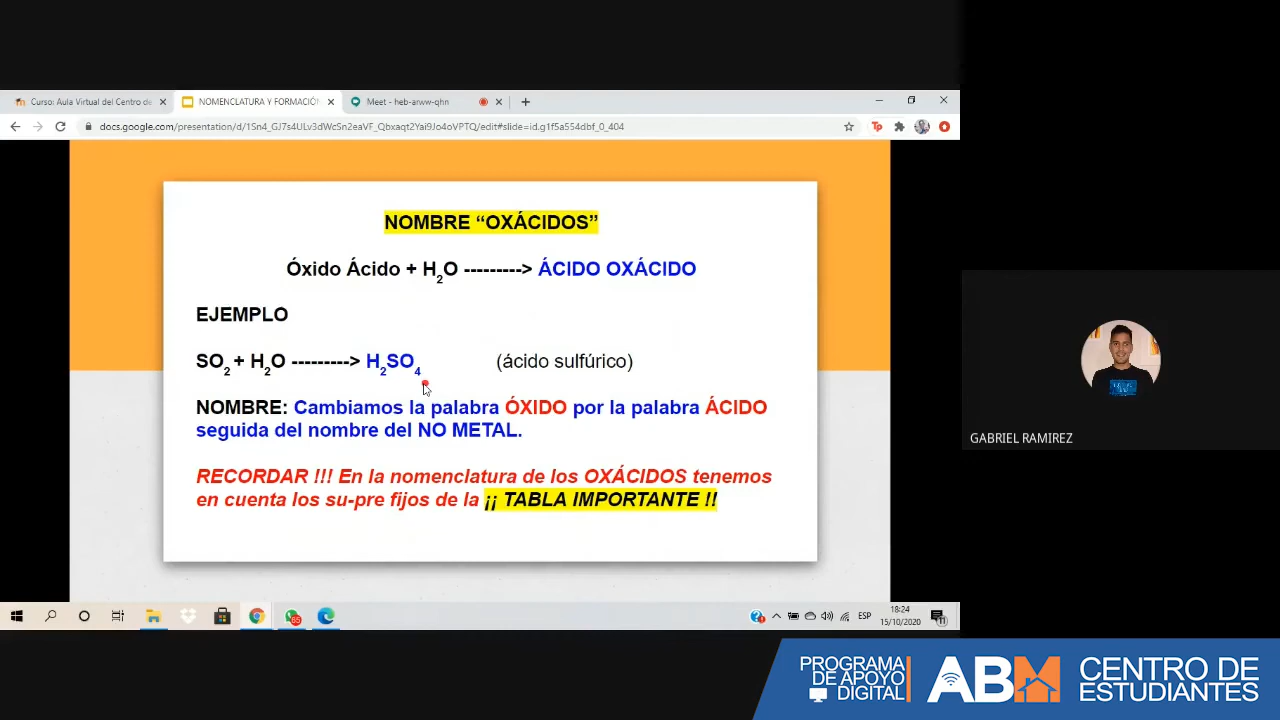 Curso: Aula Virtual del Centro de
NOMENCLATURA Y FORMACIÓN
Meet - heb-arww-qhn
docs.google.com/presentation/d/1Sn4_GJ7s4ULv3dWcSn2eaVF_Qbxaqt2Yai9Jo4oVPTQ/edit#slide=id.g1f5a554dbf_0_404
NOMBRE “OXÁCIDOS”
Óxido Ácido + H2O ---------> ÁCIDO OXÁCIDO
EJEMPLO
SO2 + H2O ---------> H2SO4 (ácido sulfúrico)
NOMBRE: Cambiamos la palabra ÓXIDO por la palabra ÁCIDO
seguida del nombre del NO METAL.
RECORDAR !!! En la nomenclatura de los OXÁCIDOS tenemos
en cuenta los su-pre fijos de la ¡¡ TABLA IMPORTANTE !!
GABRIEL RAMIREZ
65
ESP
18:24
15/10/2020
PROGRAMA
DE APOYO
DIGITAL
ABM
CENTRO DE
ESTUDIANTES